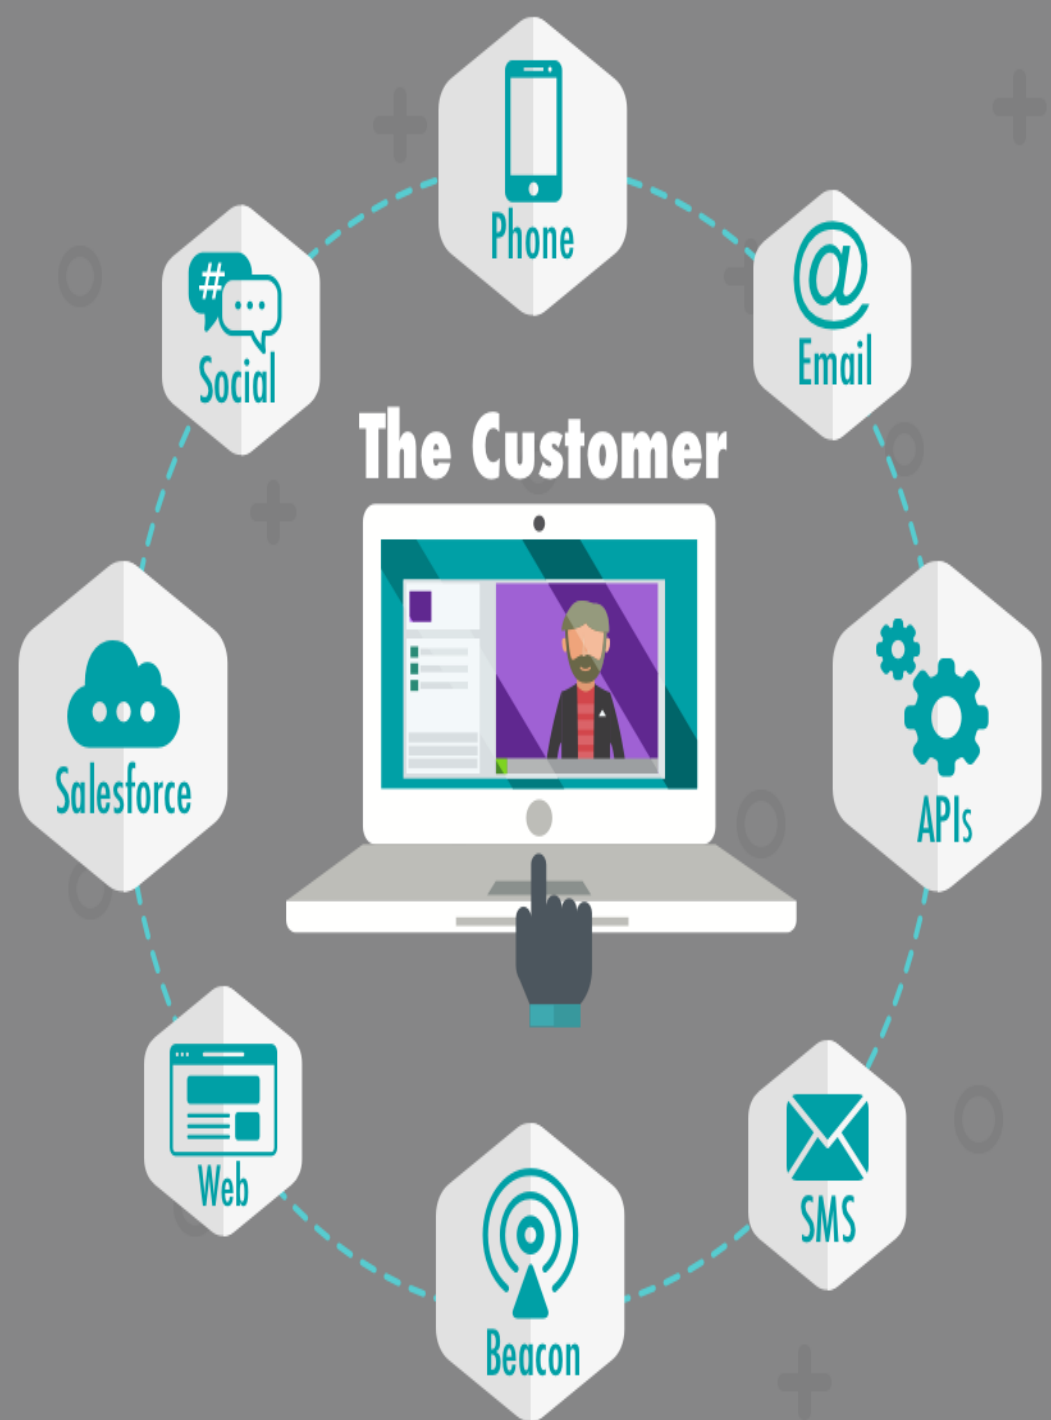 Phone
Email
#
Social
The Customer
Salesforce
APIs
Web
SMS
Beacon